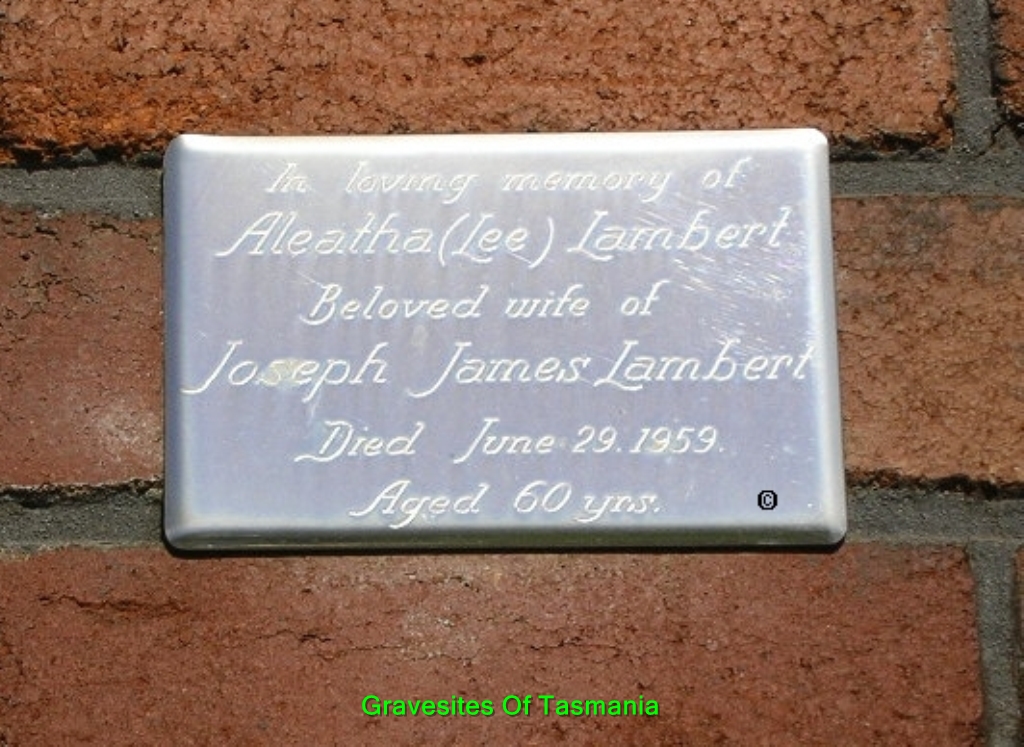 In loving memory of
Aleatha (Lee) Lambert
Beloved wife of
Joseph James Lambert
Died June 29. 1959.
Aged 60 yrs.
©
Gravesites Of Tasmania